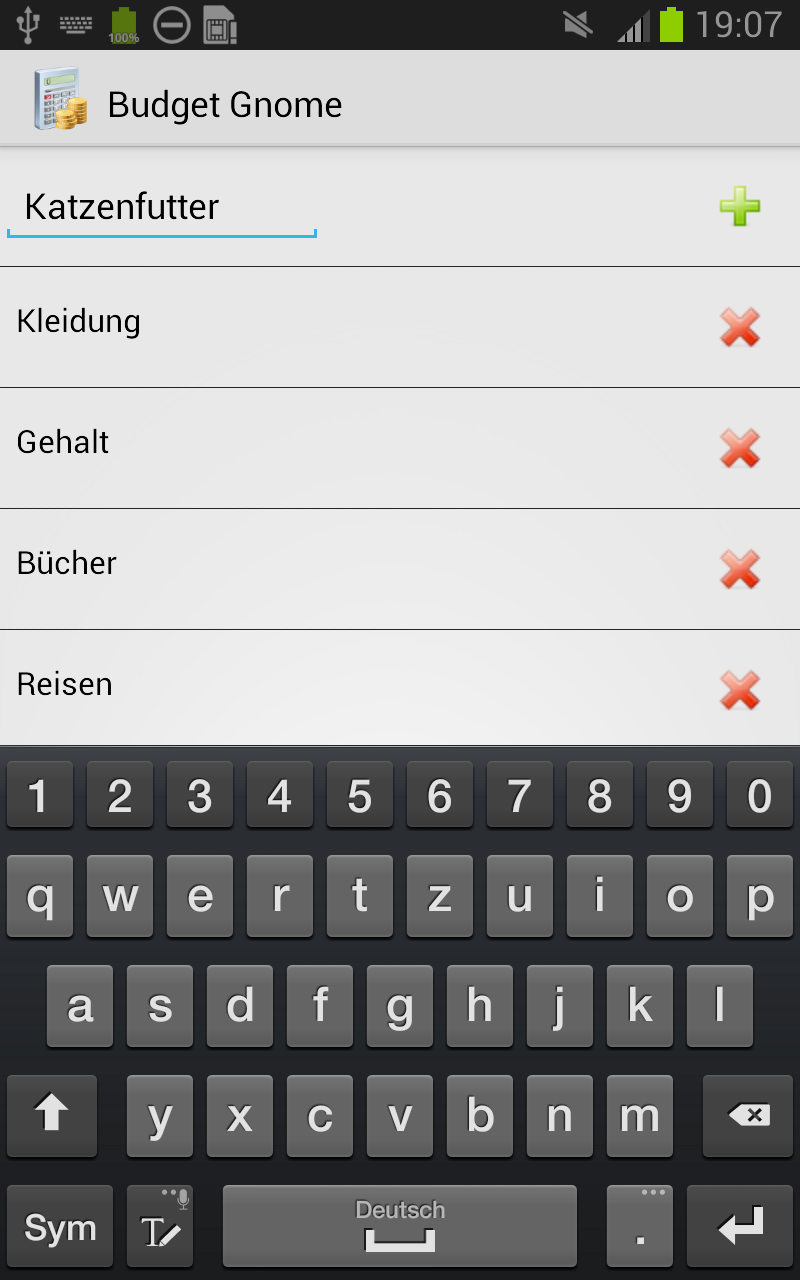 100% 19:07
Budget Gnome
Katzenfutter
Kleidung
Gehalt
Bücher
Reisen
1 2 3 4 5 6 7 8 9 0
q w e r t z u i o p
a s d f g h j k l
y x c v b n m
Sym T Deutsch .